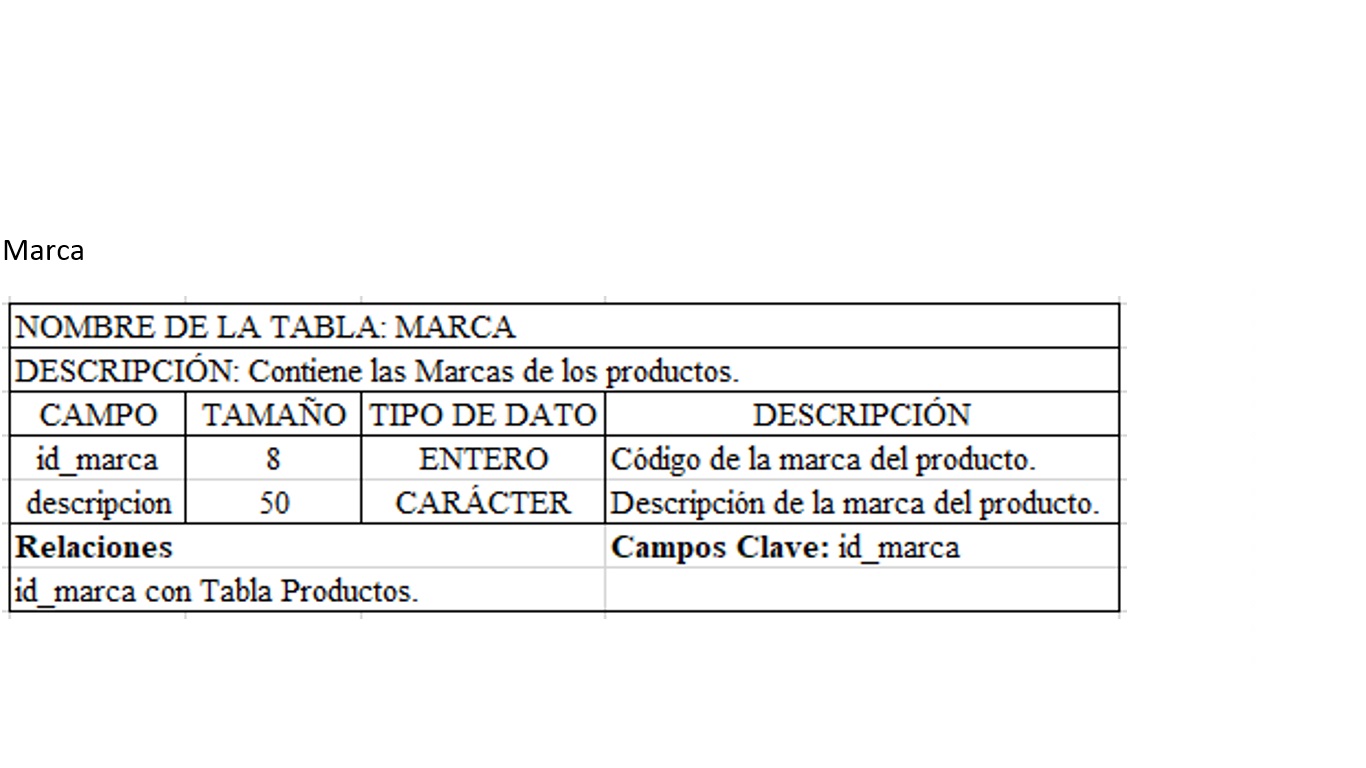 Marca
NOMBRE DE LA TABLA: MARCA
DESCRIPCIÓN: Contiene las Marcas de los productos.
CAMPO TAMAÑO TIPO DE DATO DESCRIPCIÓN
id_marca 8 ENTERO Código de la marca del producto.
descripcion 50 CARÁCTER Descripción de la marca del producto.
Relaciones Campos Clave: id_marca
id_marca con Tabla Productos.